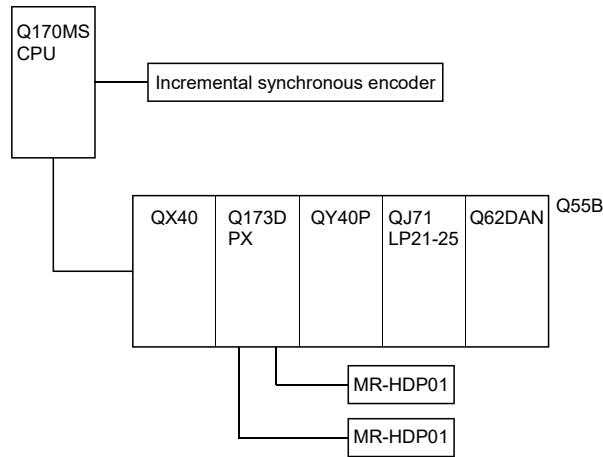 Q170MS
CPU
Incremental synchronous encoder
QX40
Q173D
PX
QY40P
QJ71
LP21-25
Q62DAN
Q55B
MR-HDP01
MR-HDP01